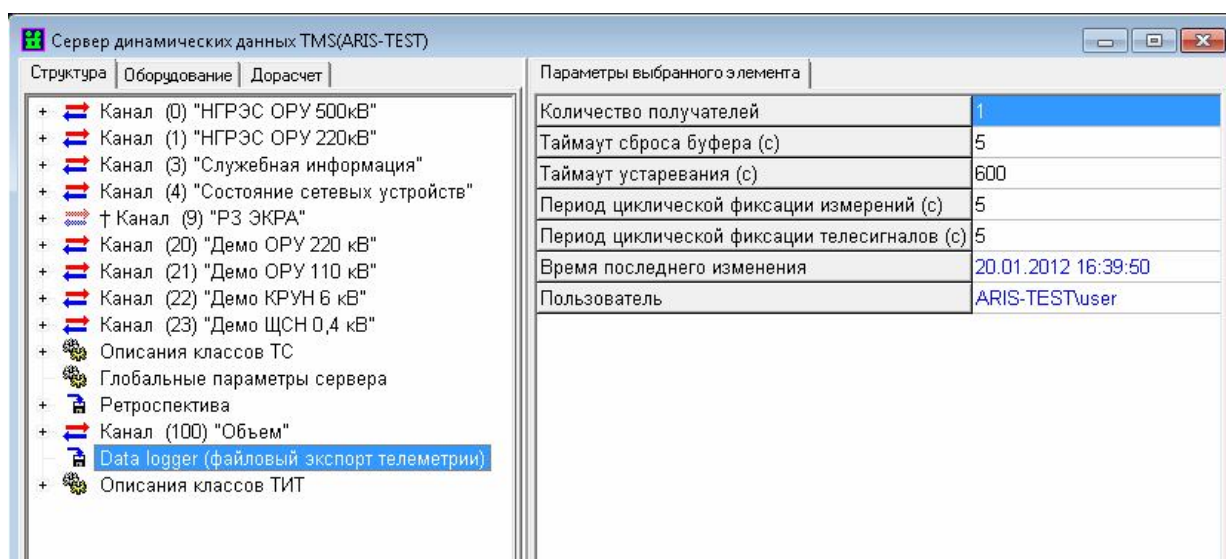 Сервер динамических данных TMS(ARIS-TEST)
Структура Оборудование Дорасчет
+ Канал (0) "НГРЭС ОРУ 500кВ"
+ Канал (1) "НГРЭС ОРУ 220кВ"
+ Канал (3) "Служебная информация"
+ Канал (4) "Состояние сетевых устройств"
+ † Канал (9) "РЗ ЭКРА"
+ Канал (20) "Демо ОРУ 220 кВ"
+ Канал (21) "Демо ОРУ 110 кВ"
+ Канал (22) "Демо КРУН 6 кВ"
+ Канал (23) "Демо ЩСН 0,4 кВ"
+ Описания классов ТС
Глобальные параметры сервера
+ Ретроспектива
+ Канал (100) "Объем"
Data logger (файловый экспорт телеметрии)
+ Описания классов ТИТ
Параметры выбранного элемента
Количество получателей 1
Таймаут сброса буфера (с) 5
Таймаут устаревания (с) 600
Период циклической фиксации измерений (с) 5
Период циклической фиксации телесигналов (с) 5
Время последнего изменения 20.01.2012 16:39:50
Пользователь ARIS-TEST\user